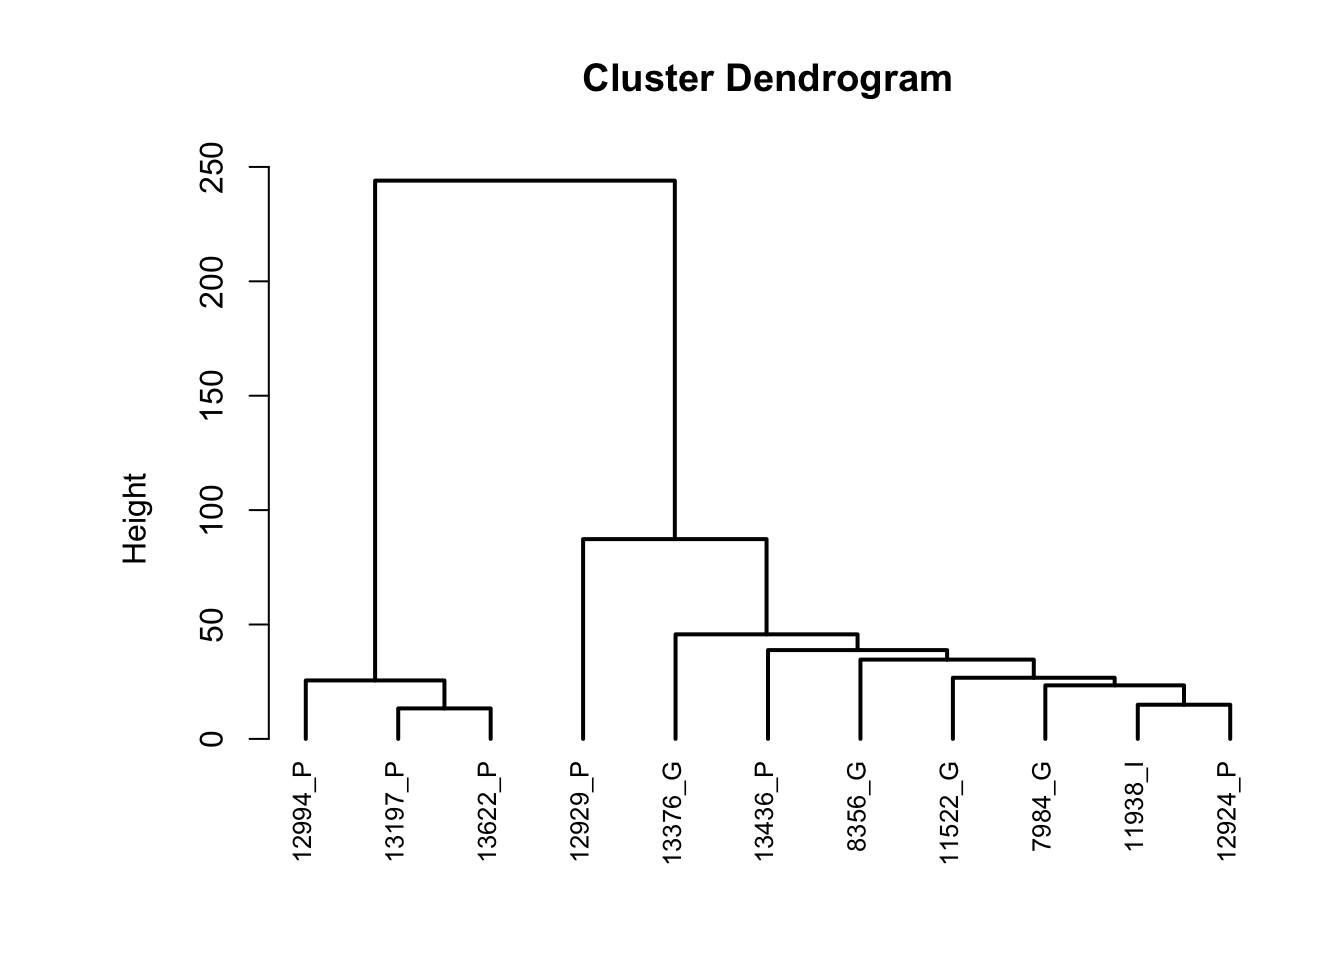 Cluster Dendrogram
Height
250
200
150
100
50
0
12994_P
13197_P
13622_P
12929_P
13376_G
13436_P
8356_G
11522_G
7984_G
11938_I
12924_P